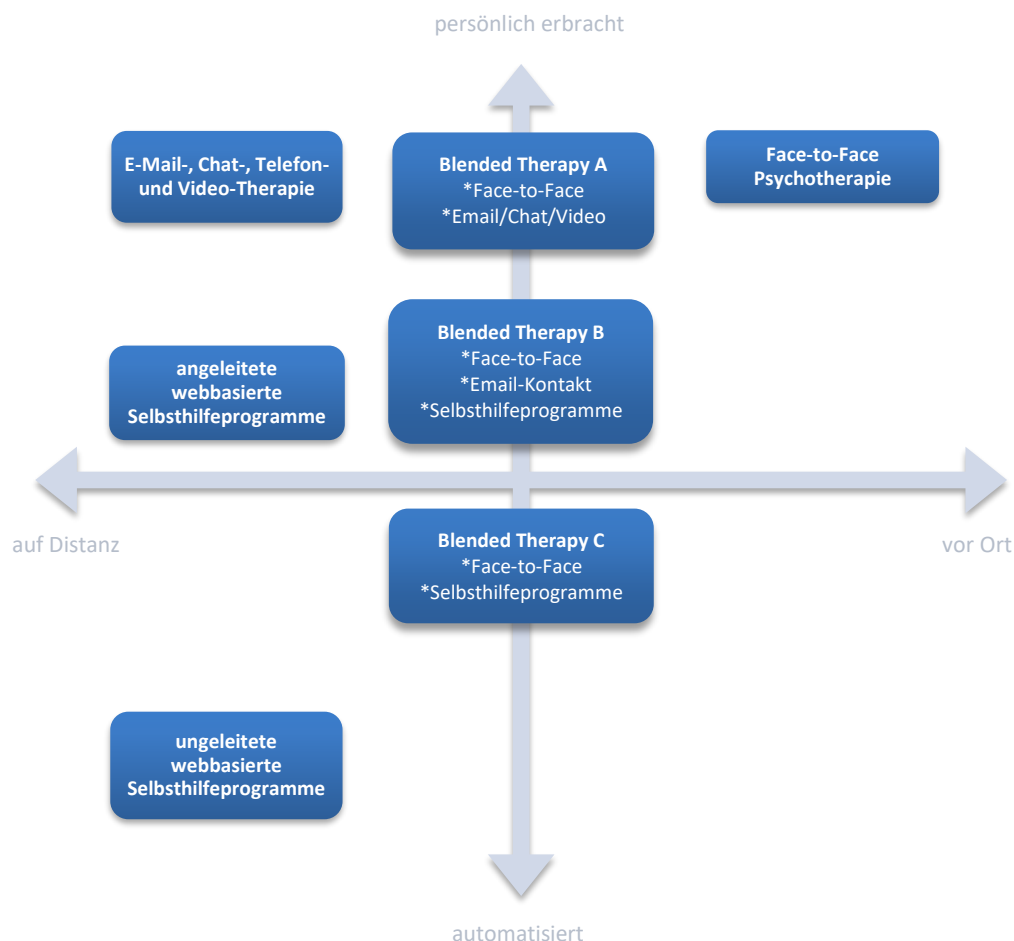 persönlich erbracht
E-Mail-, Chat-, Telefon-
und Video-Therapie
Blended Therapy A
*Face-to-Face
*Email/Chat/Video
Face-to-Face
Psychotherapie
angeleitete
webbasierte
Selbsthilfeprogramme
Blended Therapy B
*Face-to-Face
*Email-Kontakt
*Selbsthilfeprogramme
auf Distanz
vor Ort
Blended Therapy C
*Face-to-Face
*Selbsthilfeprogramme
ungeleitete
webbasierte
Selbsthilfeprogramme
automatisiert